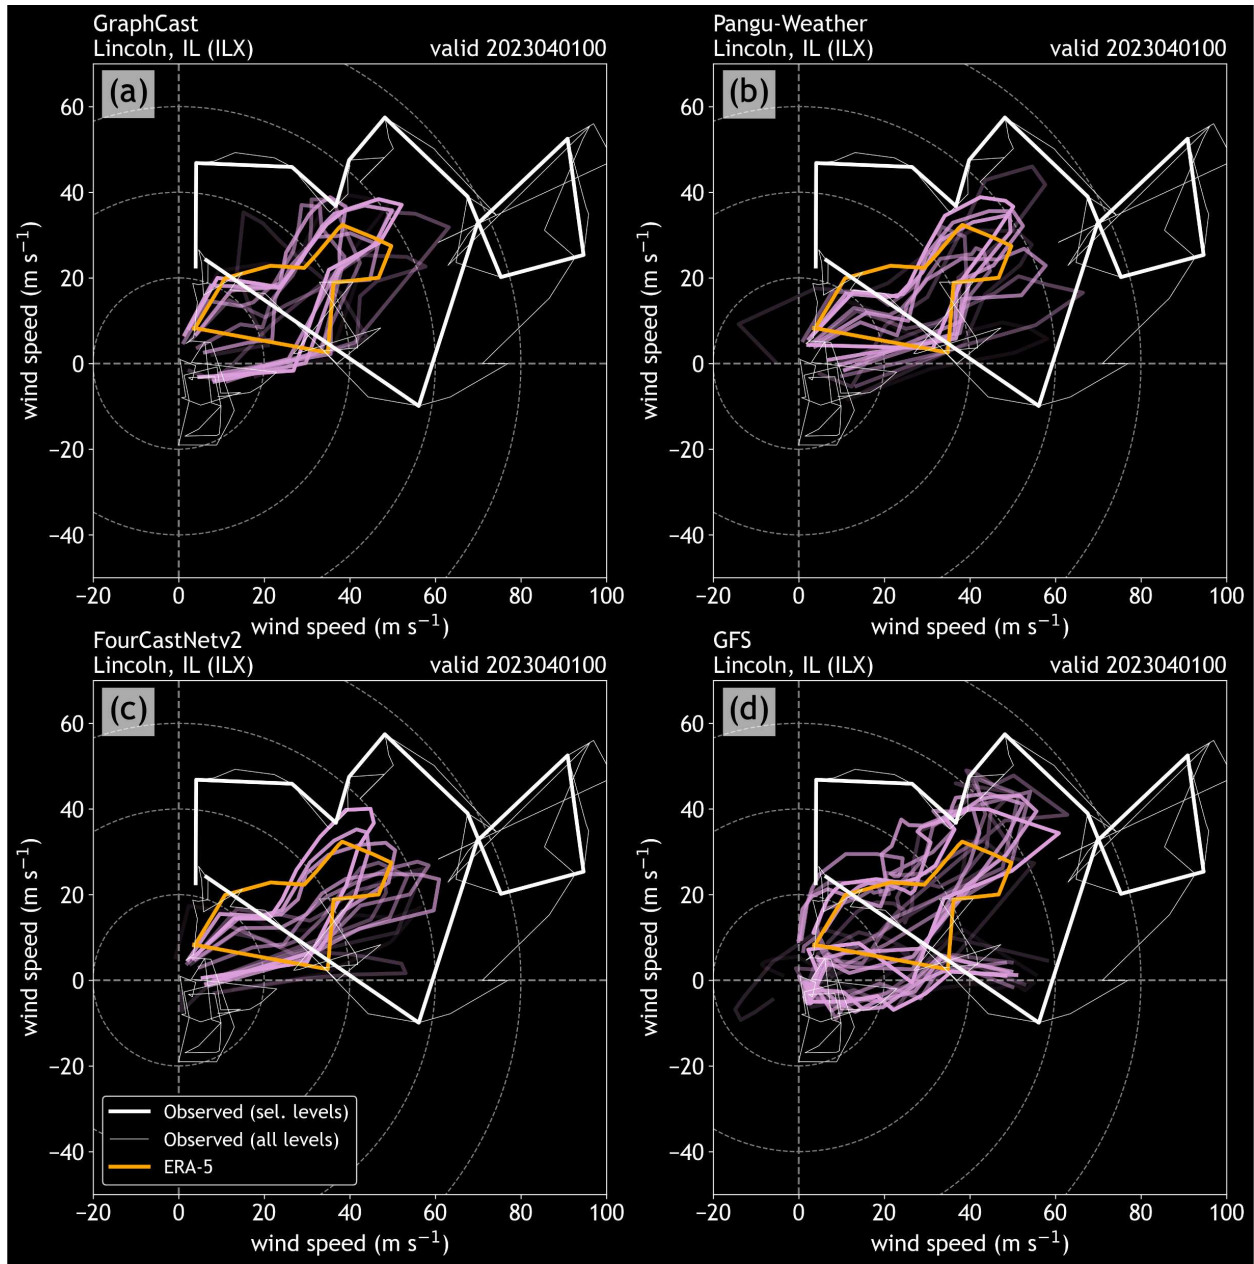 GraphCast
Lincoln, IL (ILX) valid 2023040100
(a)
60
40
20
0
−20
−40
wind speed (m s⁻¹)
−20 0 20 40 60 80 100
wind speed (m s⁻¹)
Pangu-Weather
Lincoln, IL (ILX) valid 2023040100
(b)
60
40
20
0
−20
−40
wind speed (m s⁻¹)
−20 0 20 40 60 80 100
wind speed (m s⁻¹)
FourCastNetv2
Lincoln, IL (ILX) valid 2023040100
(c)
60
40
20
0
−20
−40
wind speed (m s⁻¹)
Observed (sel. levels)
Observed (all levels)
ERA-5
−20 0 20 40 60 80 100
wind speed (m s⁻¹)
GFS
Lincoln, IL (ILX) valid 2023040100
(d)
60
40
20
0
−20
−40
wind speed (m s⁻¹)
−20 0 20 40 60 80 100
wind speed (m s⁻¹)